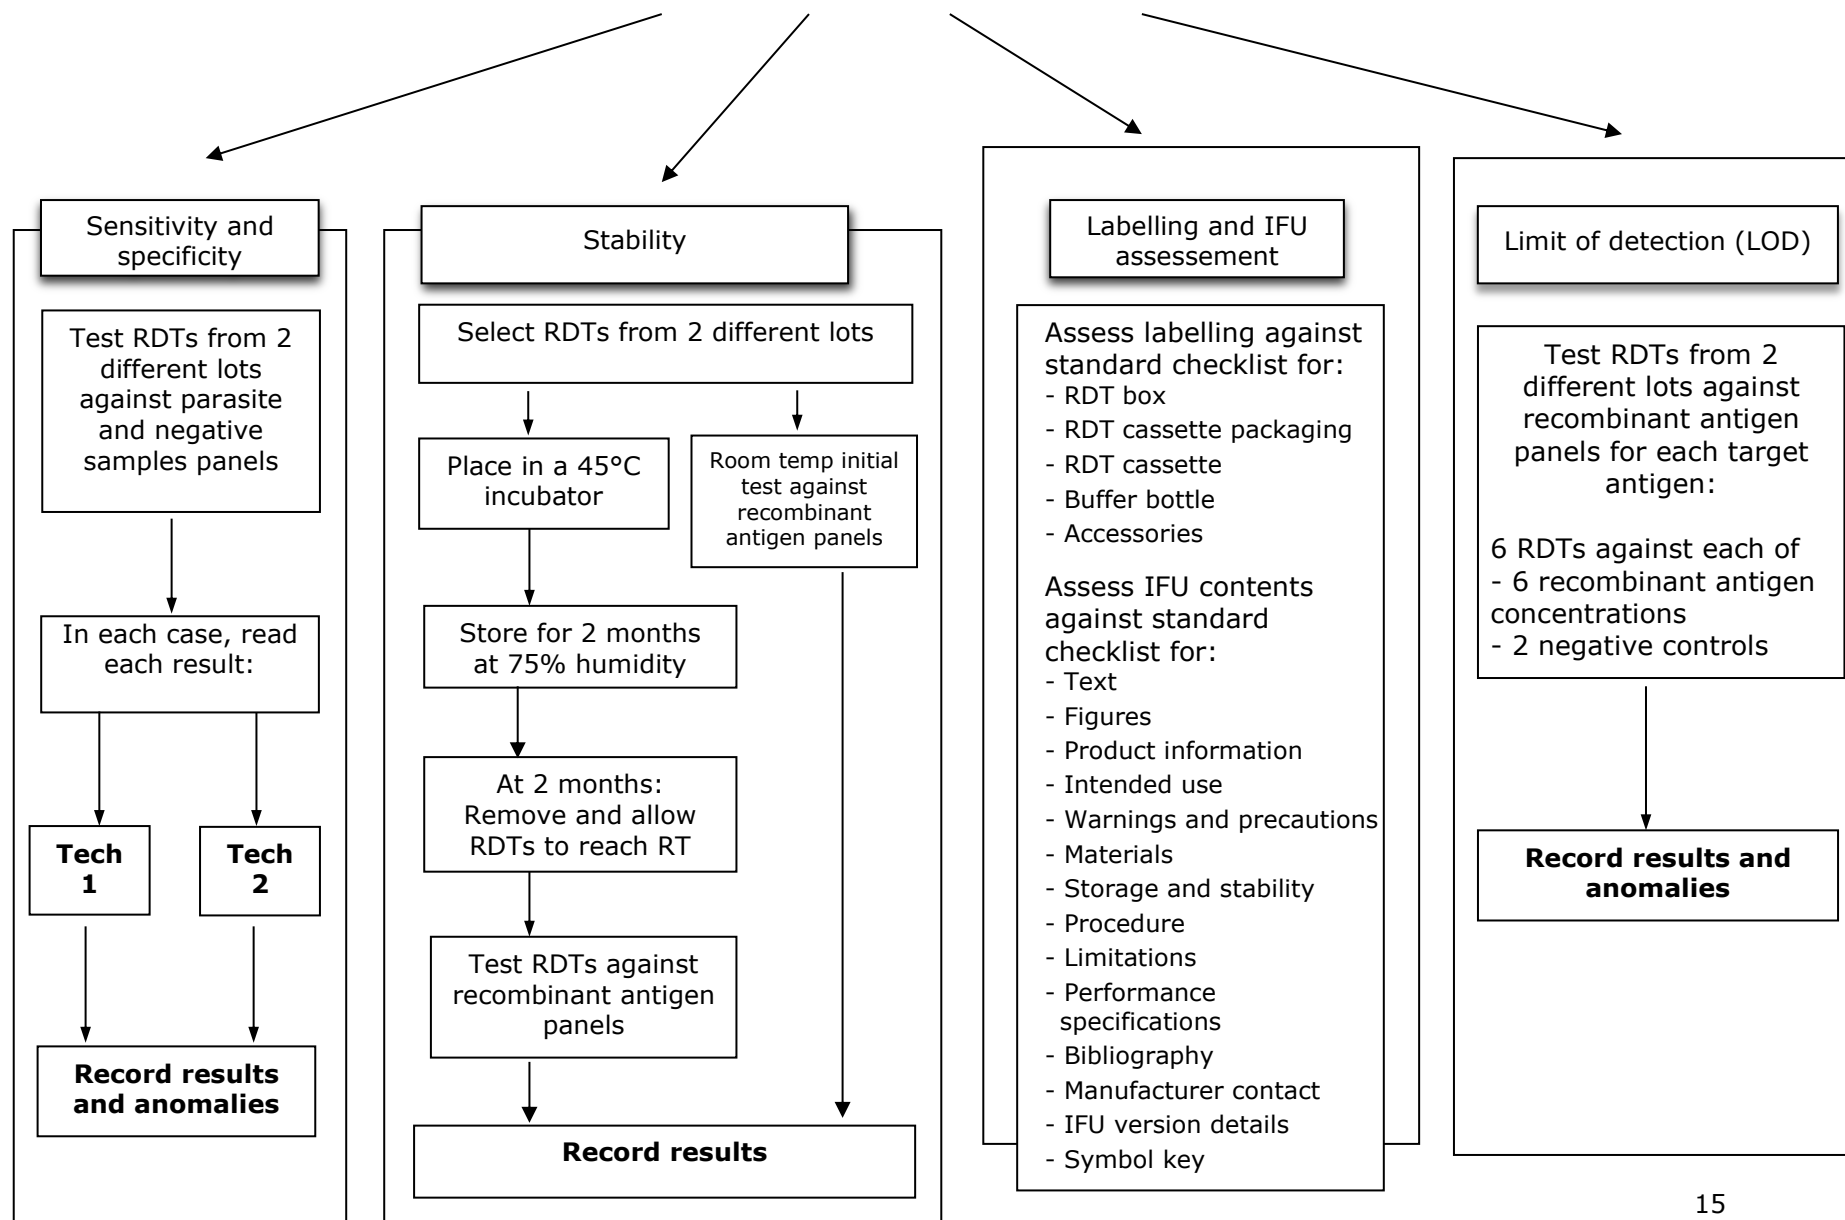 Sensitivity and
specificity
Test RDTs from 2
different lots
against parasite
and negative
samples panels
In each case, read
each result:
Tech
1
Tech
2
Record results
and anomalies
Stability
Select RDTs from 2 different lots
Place in a 45°C
incubator
Room temp initial
test against
recombinant
antigen panels
Store for 2 months
at 75% humidity
At 2 months:
Remove and allow
RDTs to reach RT
Test RDTs against
recombinant antigen
panels
Record results
Labelling and IFU
assessement
Assess labelling against
standard checklist for:
- RDT box
- RDT cassette packaging
- RDT cassette
- Buffer bottle
- Accessories
Assess IFU contents
against standard
checklist for:
- Text
- Figures
- Product information
- Intended use
- Warnings and precautions
- Materials
- Storage and stability
- Procedure
- Limitations
- Performance
specifications
- Bibliography
- Manufacturer contact
- IFU version details
- Symbol key
Limit of detection (LOD)
Test RDTs from 2
different lots against
recombinant antigen
panels for each target
antigen:
6 RDTs against each of
- 6 recombinant antigen
concentrations
- 2 negative controls
Record results and
anomalies
15